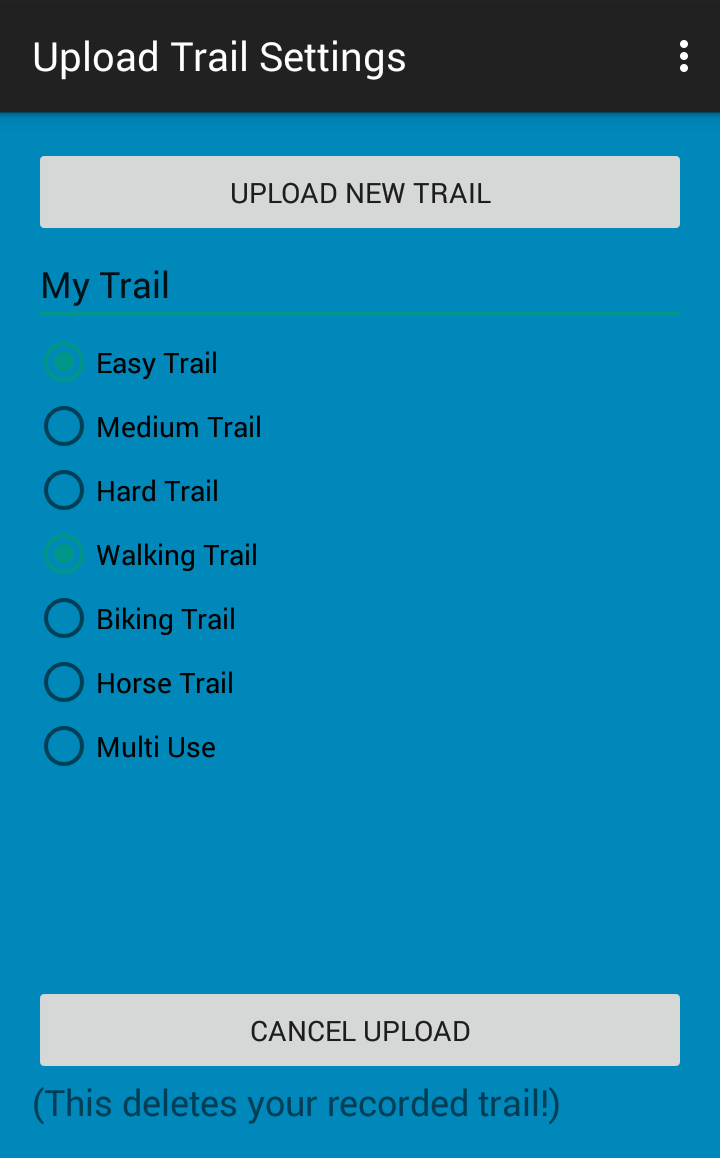 Upload Trail Settings
UPLOAD NEW TRAIL
My Trail
Easy Trail
Medium Trail
Hard Trail
Walking Trail
Biking Trail
Horse Trail
Multi Use
CANCEL UPLOAD
(This deletes your recorded trail!)